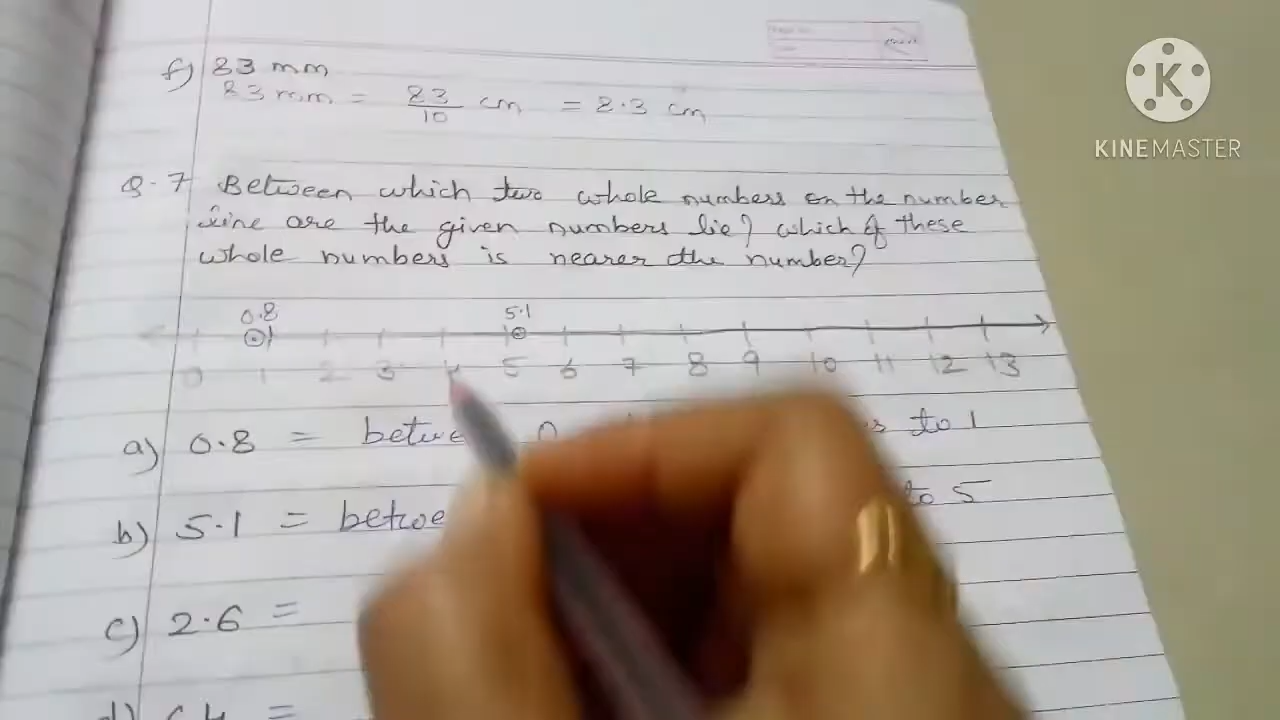 K
KINEMASTER
f) 83 mm
83 mm = 83/10 cm = 8.3 cm
Q.7 Between which two whole numbers on the number
line are the given numbers lie? which of these
whole numbers is nearer the number?
0.8 5.1
0 1 2 3 4 5 6 7 8 9 10 11 12 13
a) 0.8 = 0 to 1
b) 5.1 = to 5
c) 2.6 =
d) =